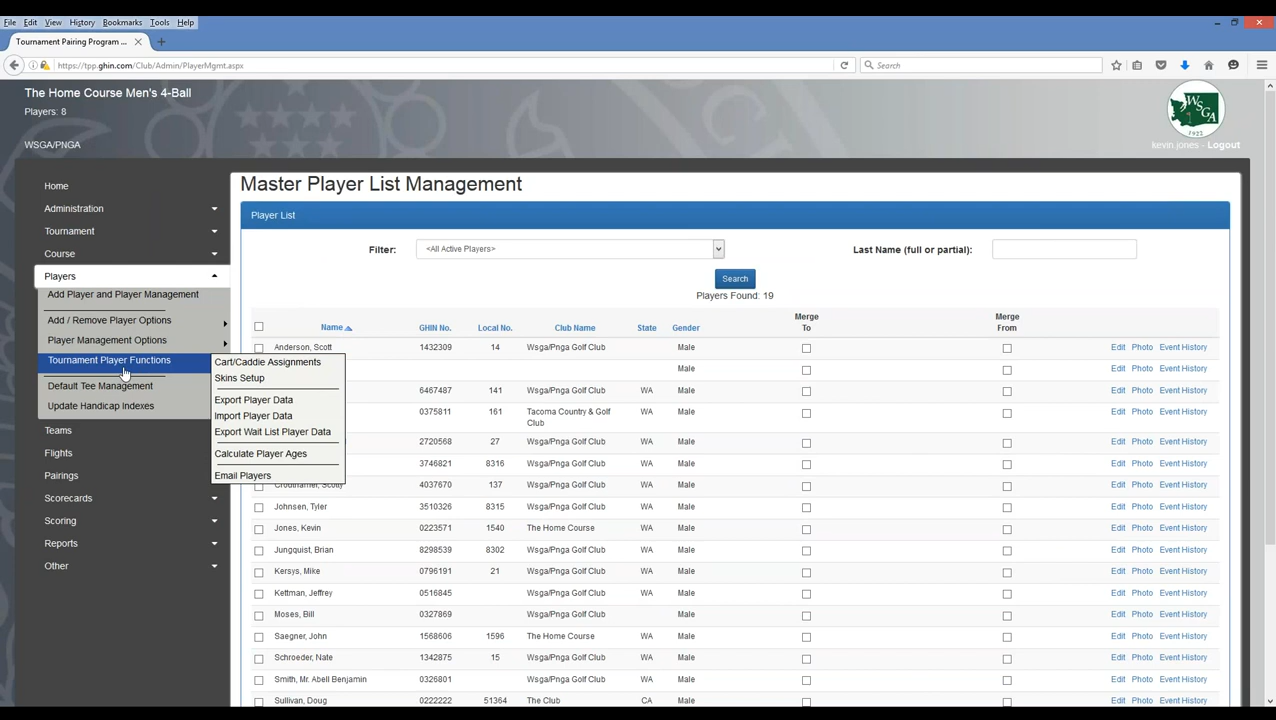 File Edit View History Bookmarks Tools Help
Tournament Pairing Program ...
https://tpp.ghin.com/Club/Admin/PlayerMgmt.aspx
Search
The Home Course Men's 4-Ball
Players: 8
WSGA/PNGA
WSGA
1922
kevin jones - Logout
Home
Administration
Tournament
Course
Players
Add Player and Player Management
Add / Remove Player Options
Player Management Options
Tournament Player Functions
Default Tee Management
Update Handicap Indexes
Teams
Flights
Pairings
Scorecards
Scoring
Reports
Other
Cart/Caddie Assignments
Skins Setup
Export Player Data
Import Player Data
Export Wait List Player Data
Calculate Player Ages
Email Players
Master Player List Management
Player List
Filter: <All Active Players> Last Name (full or partial):
Search
Players Found: 19
Name GHIN No. Local No. Club Name State Gender Merge To Merge From
Anderson, Scott 1432309 14 Wsga/Pnga Golf Club WA Male Edit Photo Event History
Male Edit Photo Event History
6467487 141 Wsga/Pnga Golf Club WA Male Edit Photo Event History
0375811 161 Tacoma Country & Golf Club WA Male Edit Photo Event History
2720568 27 Wsga/Pnga Golf Club WA Male Edit Photo Event History
3746821 8316 Wsga/Pnga Golf Club WA Male Edit Photo Event History
4037670 137 Wsga/Pnga Golf Club WA Male Edit Photo Event History
Johnsen, Tyler 3510326 8315 Wsga/Pnga Golf Club WA Male Edit Photo Event History
Jones, Kevin 0223571 1540 The Home Course WA Male Edit Photo Event History
Jungquist, Brian 8298539 8302 Wsga/Pnga Golf Club WA Male Edit Photo Event History
Kersys, Mike 0796191 21 Wsga/Pnga Golf Club WA Male Edit Photo Event History
Kettman, Jeffrey 0516845 Wsga/Pnga Golf Club WA Male Edit Photo Event History
Moses, Bill 0327869 Wsga/Pnga Golf Club Male Edit Photo Event History
Saegner, John 1568606 1596 The Home Course WA Male Edit Photo Event History
Schroeder, Nate 1342875 15 Wsga/Pnga Golf Club WA Male Edit Photo Event History
Smith, Mr. Abell Benjamin 0326801 Wsga/Pnga Golf Club WA Male Edit Photo Event History
Sullivan, Doug 0222222 51364 The Club CA Male Edit Photo Event History